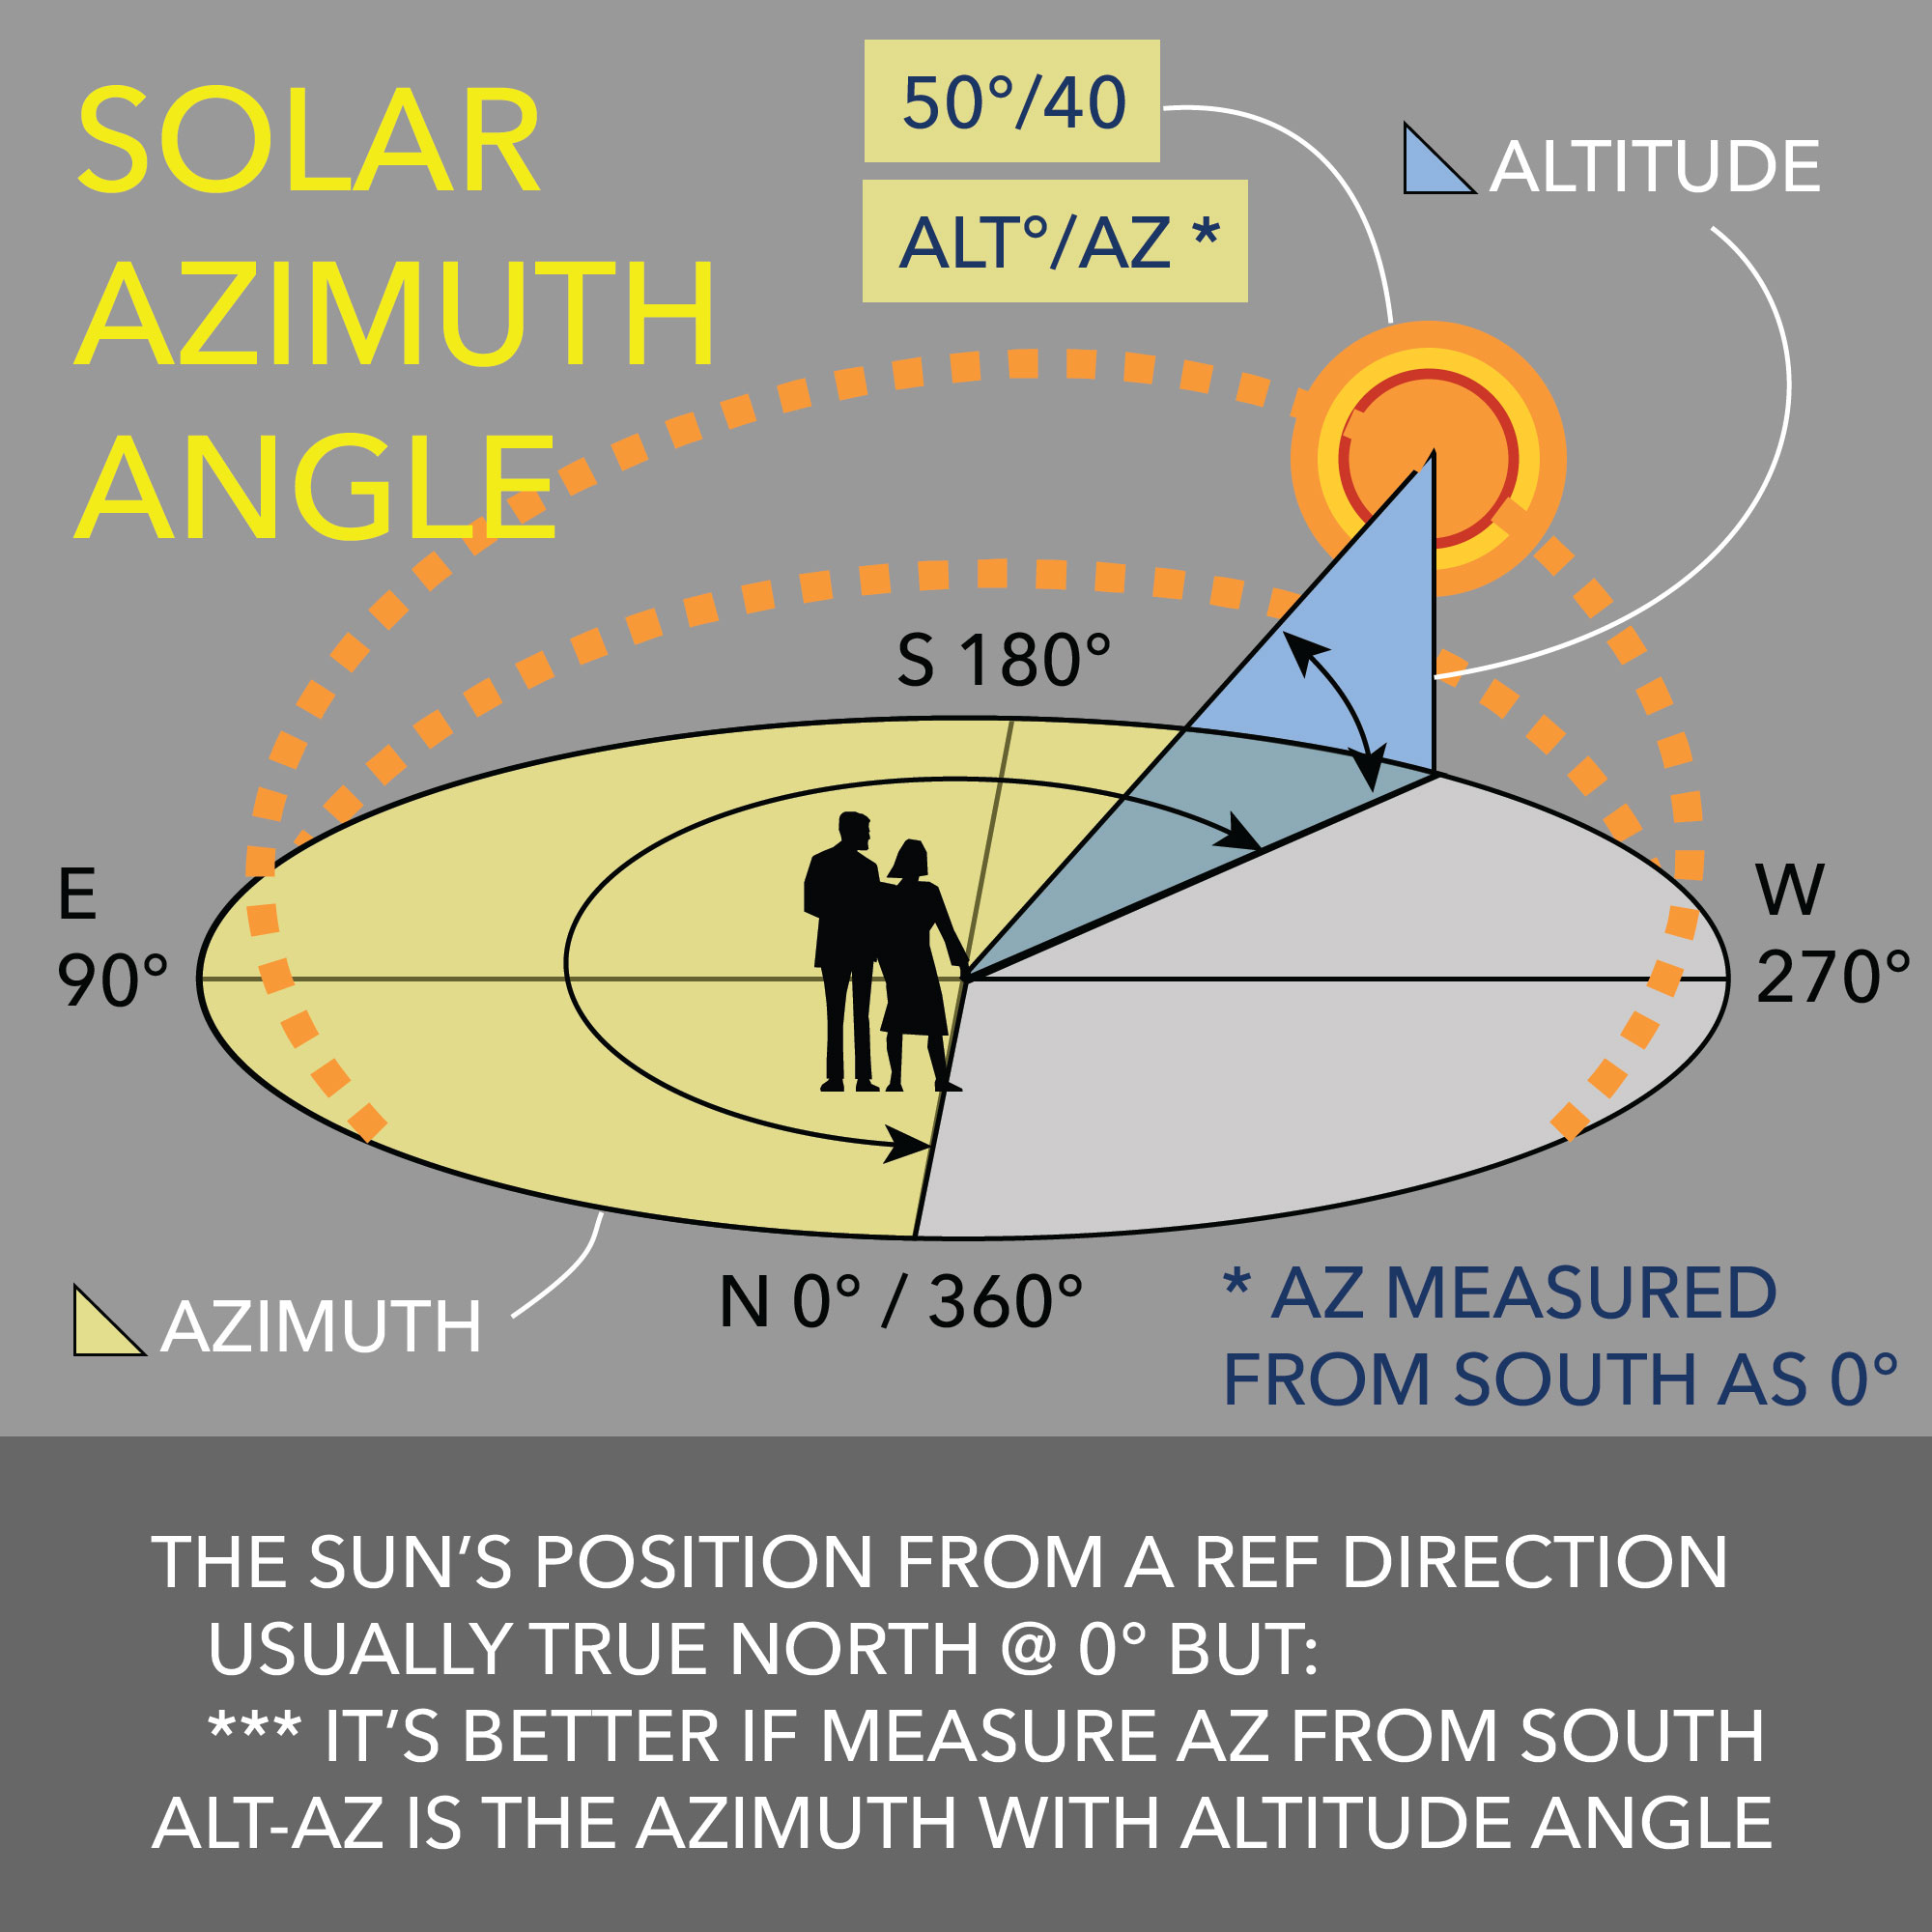 SOLAR
AZIMUTH
ANGLE
50°/40
ALT°/AZ *
ALTITUDE
S 180°
E
90°
W
270°
N 0° / 360°
AZIMUTH
* AZ MEASURED
FROM SOUTH AS 0°
THE SUN'S POSITION FROM A REF DIRECTION
USUALLY TRUE NORTH @ 0° BUT:
*** IT'S BETTER IF MEASURE AZ FROM SOUTH
ALT-AZ IS THE AZIMUTH WITH ALTITUDE ANGLE